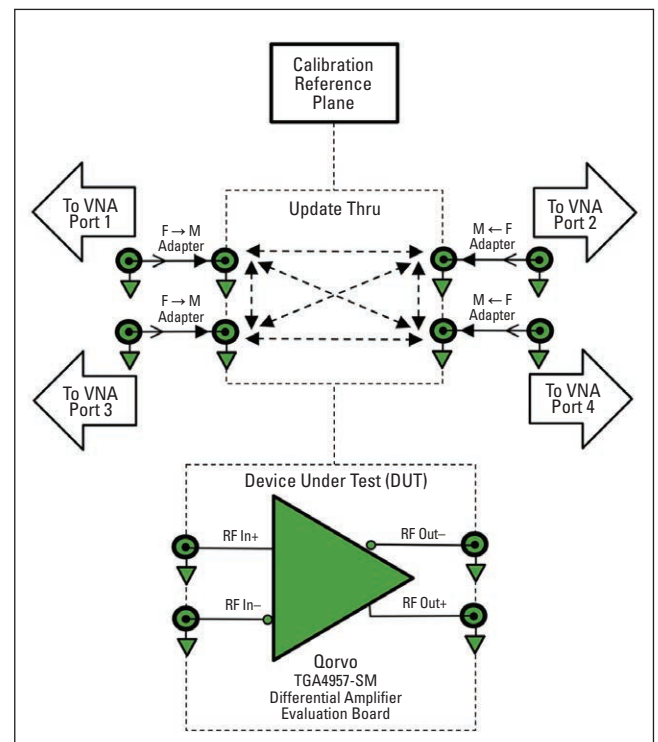 Calibration
Reference
Plane
To VNA
Port 1
Update Thru
To VNA
Port 2
F → M
Adapter
M ← F
Adapter
F → M
Adapter
M ← F
Adapter
To VNA
Port 3
To VNA
Port 4
Device Under Test (DUT)
RF In+
RF Out–
RF In–
RF Out+
Qorvo
TGA4957-SM
Differential Amplifier
Evaluation Board